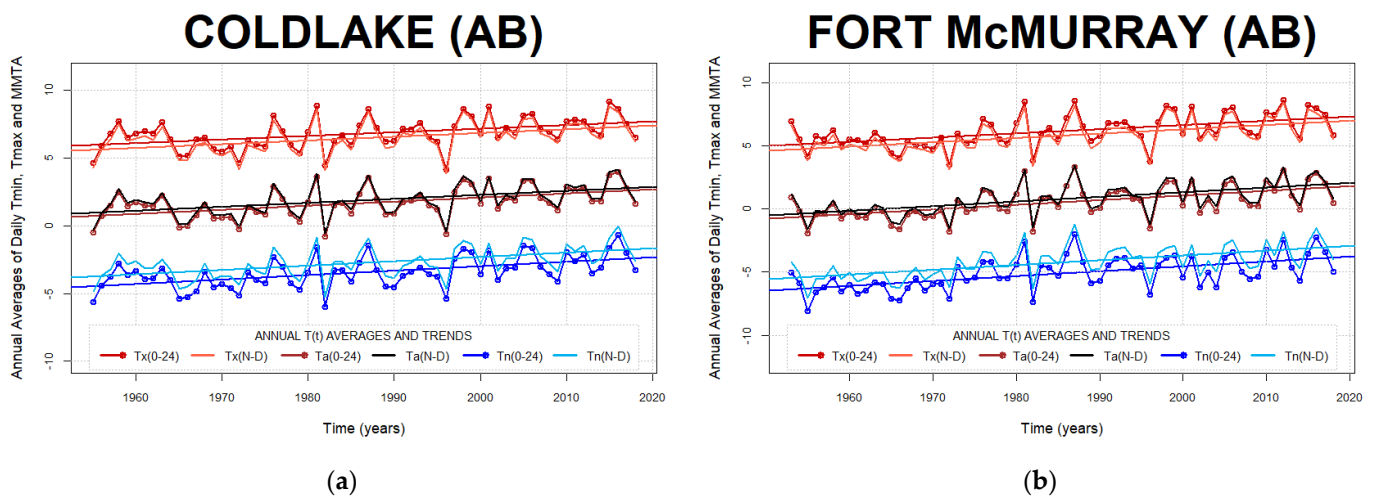 COLDLAKE (AB)
Annual Averages of Daily Tmin, Tmax and MMTA
10
5
0
-5
-10
ANNUAL T(t) AVERAGES AND TRENDS
Tx(0-24) Tx(N-D) Ta(0-24) Ta(N-D) Tn(0-24) Tn(N-D)
1960 1970 1980 1990 2000 2010 2020
Time (years)
(a)
FORT McMURRAY (AB)
Annual Averages of Daily Tmin, Tmax and MMTA
10
5
0
-5
-10
ANNUAL T(t) AVERAGES AND TRENDS
Tx(0-24) Tx(N-D) Ta(0-24) Ta(N-D) Tn(0-24) Tn(N-D)
1960 1970 1980 1990 2000 2010 2020
Time (years)
(b)